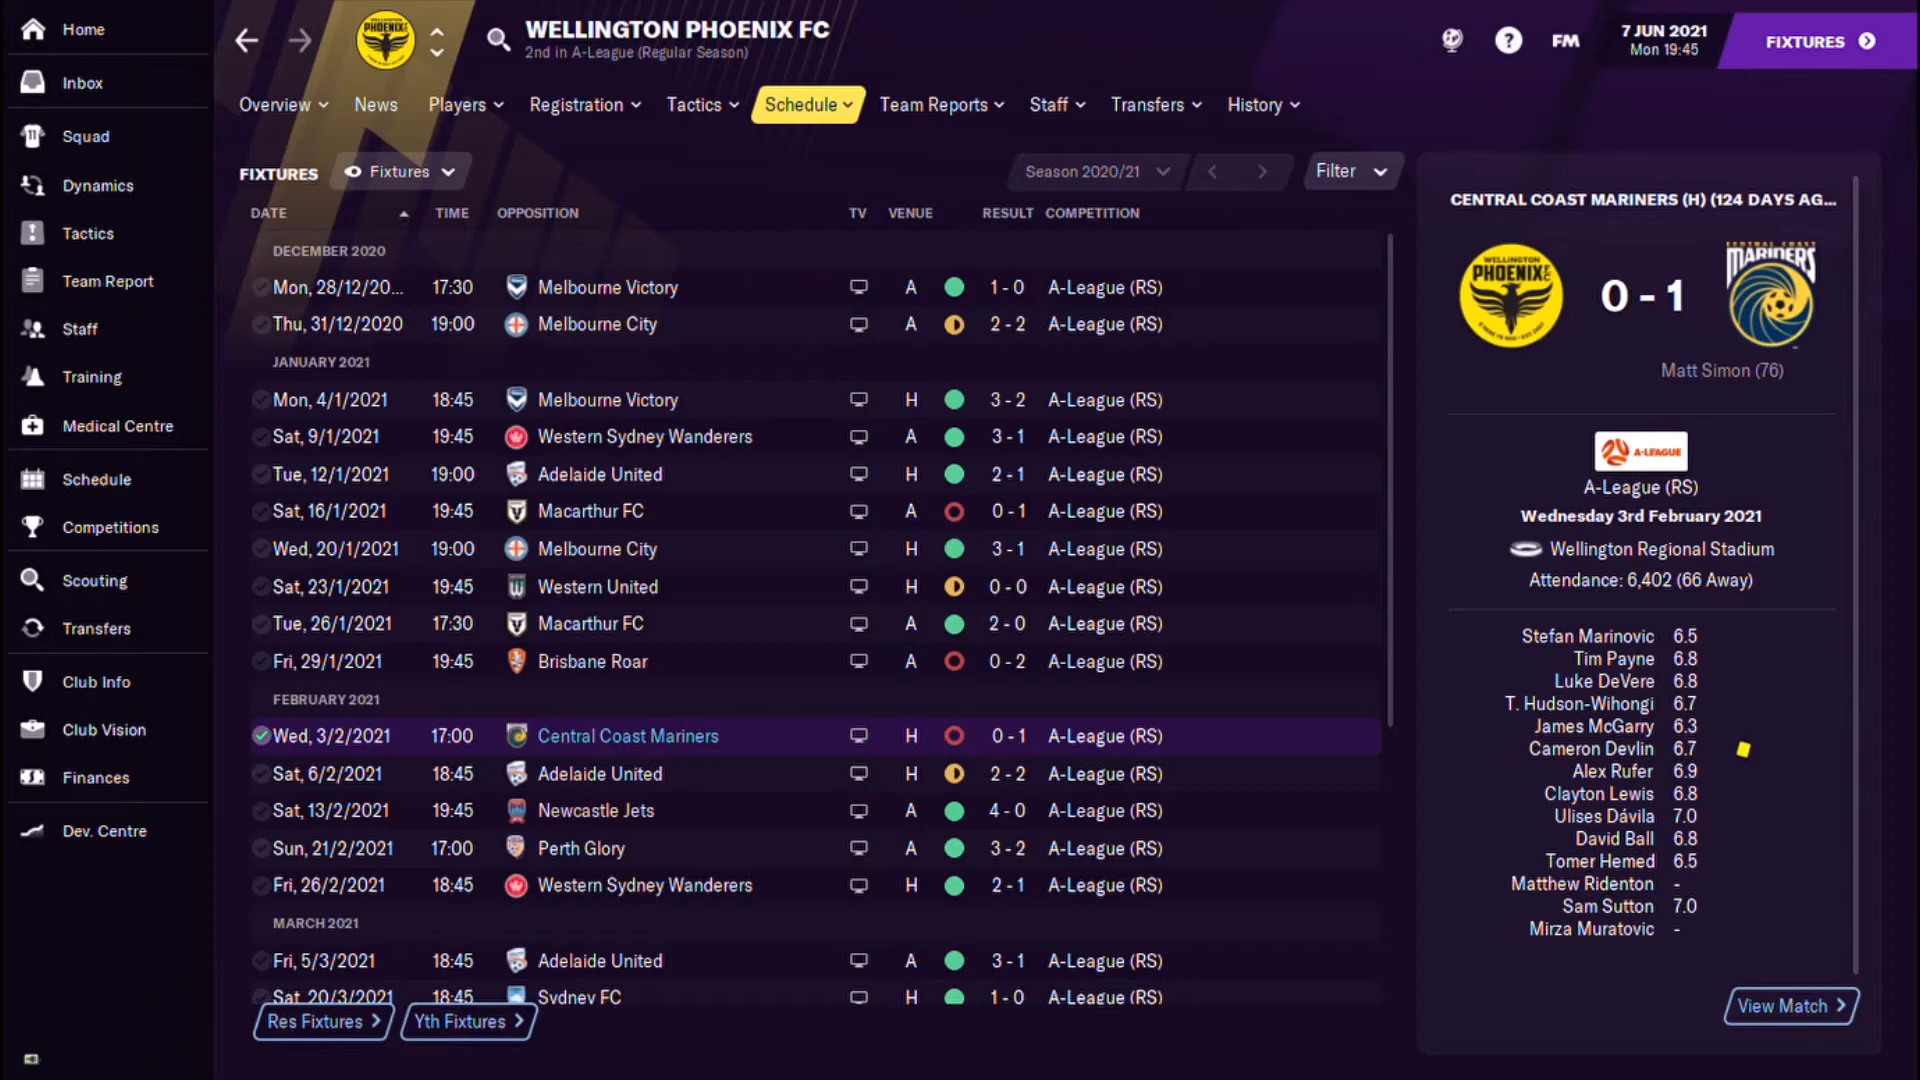 Home
Inbox
Squad
Dynamics
Tactics
Team Report
Staff
Training
Medical Centre
Schedule
Competitions
Scouting
Transfers
Club Info
Club Vision
Finances
Dev. Centre
WELLINGTON PHOENIX FC
2nd in A-League (Regular Season)
FM
7 JUN 2021
Mon 19:45
FIXTURES
Overview News Players Registration Tactics Schedule Team Reports Staff Transfers History
FIXTURES Fixtures Season 2020/21 Filter
DATE TIME OPPOSITION TV VENUE RESULT COMPETITION
DECEMBER 2020
Mon, 28/12/20... 17:30 Melbourne Victory A 1 - 0 A-League (RS)
Thu, 31/12/2020 19:00 Melbourne City A 2 - 2 A-League (RS)
JANUARY 2021
Mon, 4/1/2021 18:45 Melbourne Victory H 3 - 2 A-League (RS)
Sat, 9/1/2021 19:45 Western Sydney Wanderers A 3 - 1 A-League (RS)
Tue, 12/1/2021 19:00 Adelaide United H 2 - 1 A-League (RS)
Sat, 16/1/2021 19:45 Macarthur FC A 0 - 1 A-League (RS)
Wed, 20/1/2021 19:00 Melbourne City H 3 - 1 A-League (RS)
Sat, 23/1/2021 19:45 Western United H 0 - 0 A-League (RS)
Tue, 26/1/2021 17:30 Macarthur FC A 2 - 0 A-League (RS)
Fri, 29/1/2021 19:45 Brisbane Roar A 0 - 2 A-League (RS)
FEBRUARY 2021
Wed, 3/2/2021 17:00 Central Coast Mariners H 0 - 1 A-League (RS)
Sat, 6/2/2021 18:45 Adelaide United H 2 - 2 A-League (RS)
Sat, 13/2/2021 19:45 Newcastle Jets A 4 - 0 A-League (RS)
Sun, 21/2/2021 17:00 Perth Glory A 3 - 2 A-League (RS)
Fri, 26/2/2021 18:45 Western Sydney Wanderers H 2 - 1 A-League (RS)
MARCH 2021
Fri, 5/3/2021 18:45 Adelaide United A 3 - 1 A-League (RS)
Sat, 20/3/2021 18:45 Sydney FC H 1 - 0 A-League (RS)
Res Fixtures Yth Fixtures
CENTRAL COAST MARINERS (H) (124 DAYS AG...
WELLINGTON
PHOENIX FC
0 - 1
CENTRAL COAST
MARINERS
Matt Simon (76)
A-LEAGUE
A-League (RS)
Wednesday 3rd February 2021
Wellington Regional Stadium
Attendance: 6,402 (66 Away)
Stefan Marinovic 6.5
Tim Payne 6.8
Luke DeVere 6.8
T. Hudson-Wihongi 6.7
James McGarry 6.3
Cameron Devlin 6.7
Alex Rufer 6.9
Clayton Lewis 6.8
Ulises Dávila 7.0
David Ball 6.8
Tomer Hemed 6.5
Matthew Ridenton -
Sam Sutton 7.0
Mirza Muratovic -
View Match